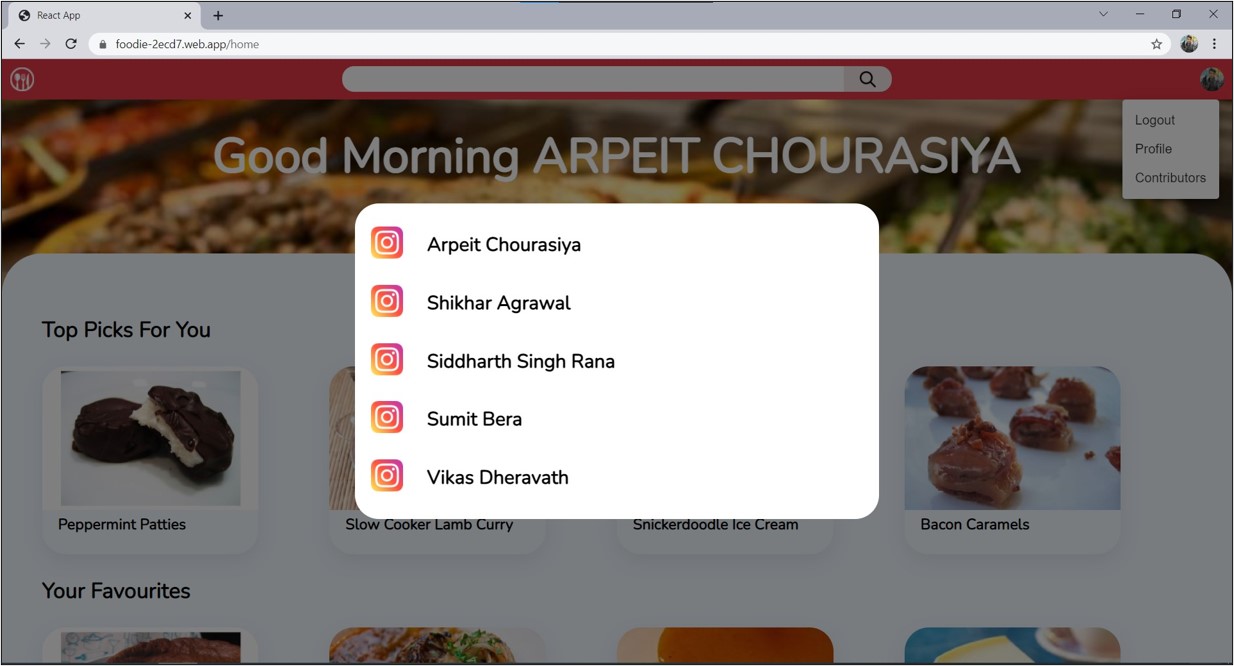 React App
foodie-2ecd7.web.app/home
Logout
Profile
Contributors
Good Morning ARPEIT CHOURASIYA
Arpeit Chourasiya
Shikhar Agrawal
Siddharth Singh Rana
Sumit Bera
Vikas Dheravath
Top Picks For You
Peppermint Patties
Slow Cooker Lamb Curry
Snickerdoodle Ice Cream
Bacon Caramels
Your Favourites